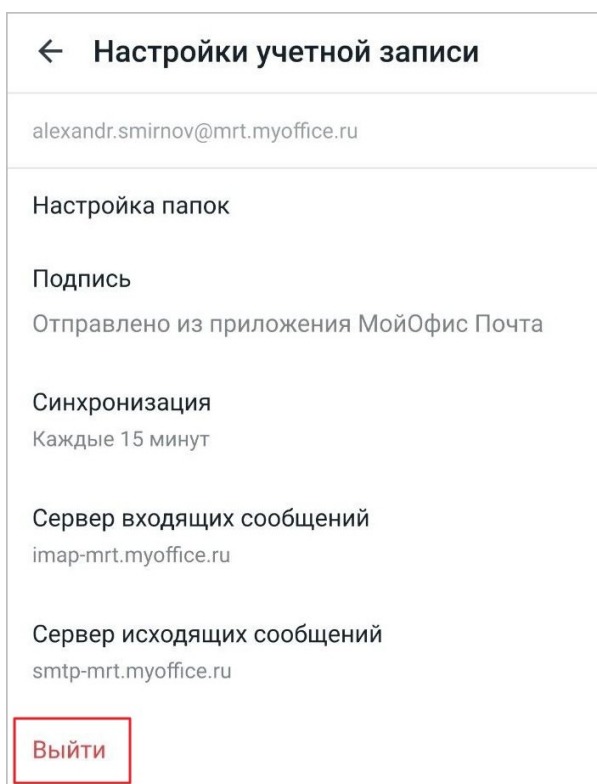 Настройки учетной записи
alexandr.smirnov@mrt.myoffice.ru
Настройка папок
Подпись
Отправлено из приложения МойОфис Почта
Синхронизация
Каждые 15 минут
Сервер входящих сообщений
imap-mrt.myoffice.ru
Сервер исходящих сообщений
smtp-mrt.myoffice.ru
Выйти